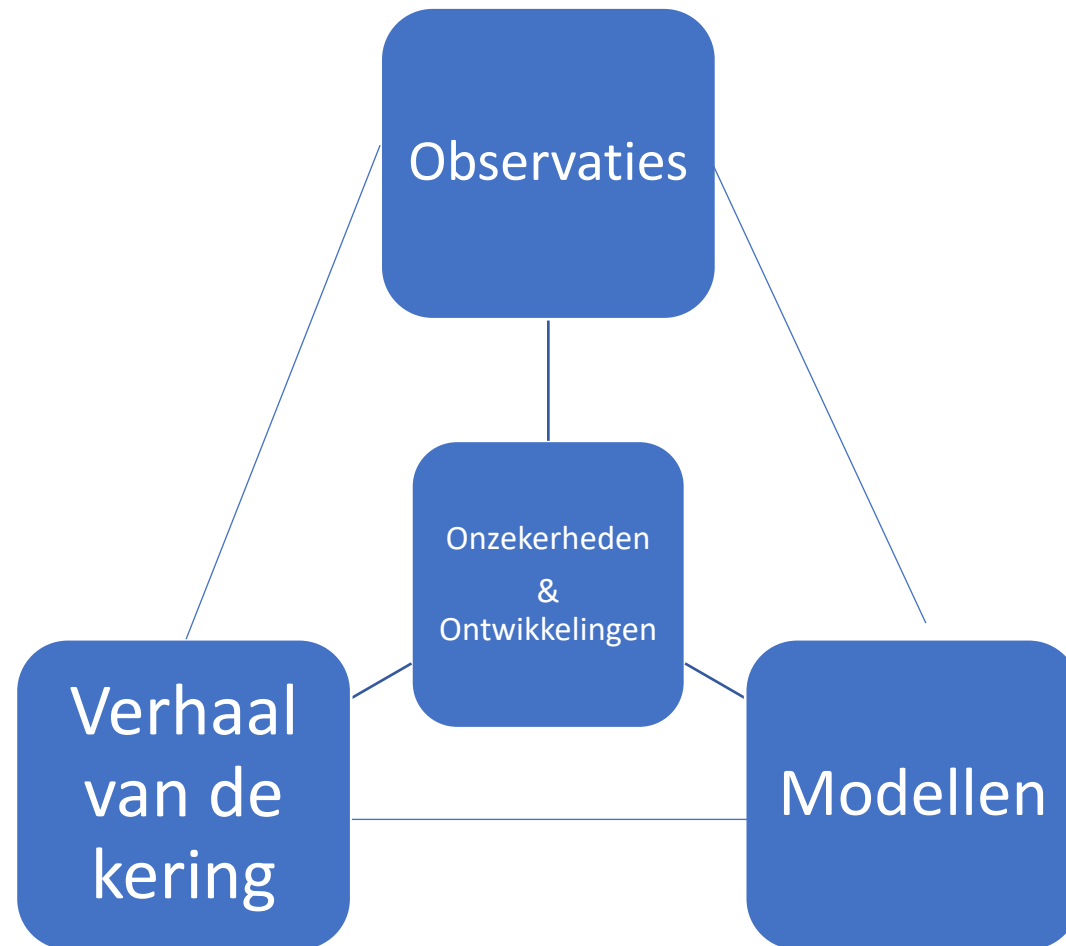 Observaties
Onzekerheden
&
Ontwikkelingen
Verhaal
van de
kering
Modellen